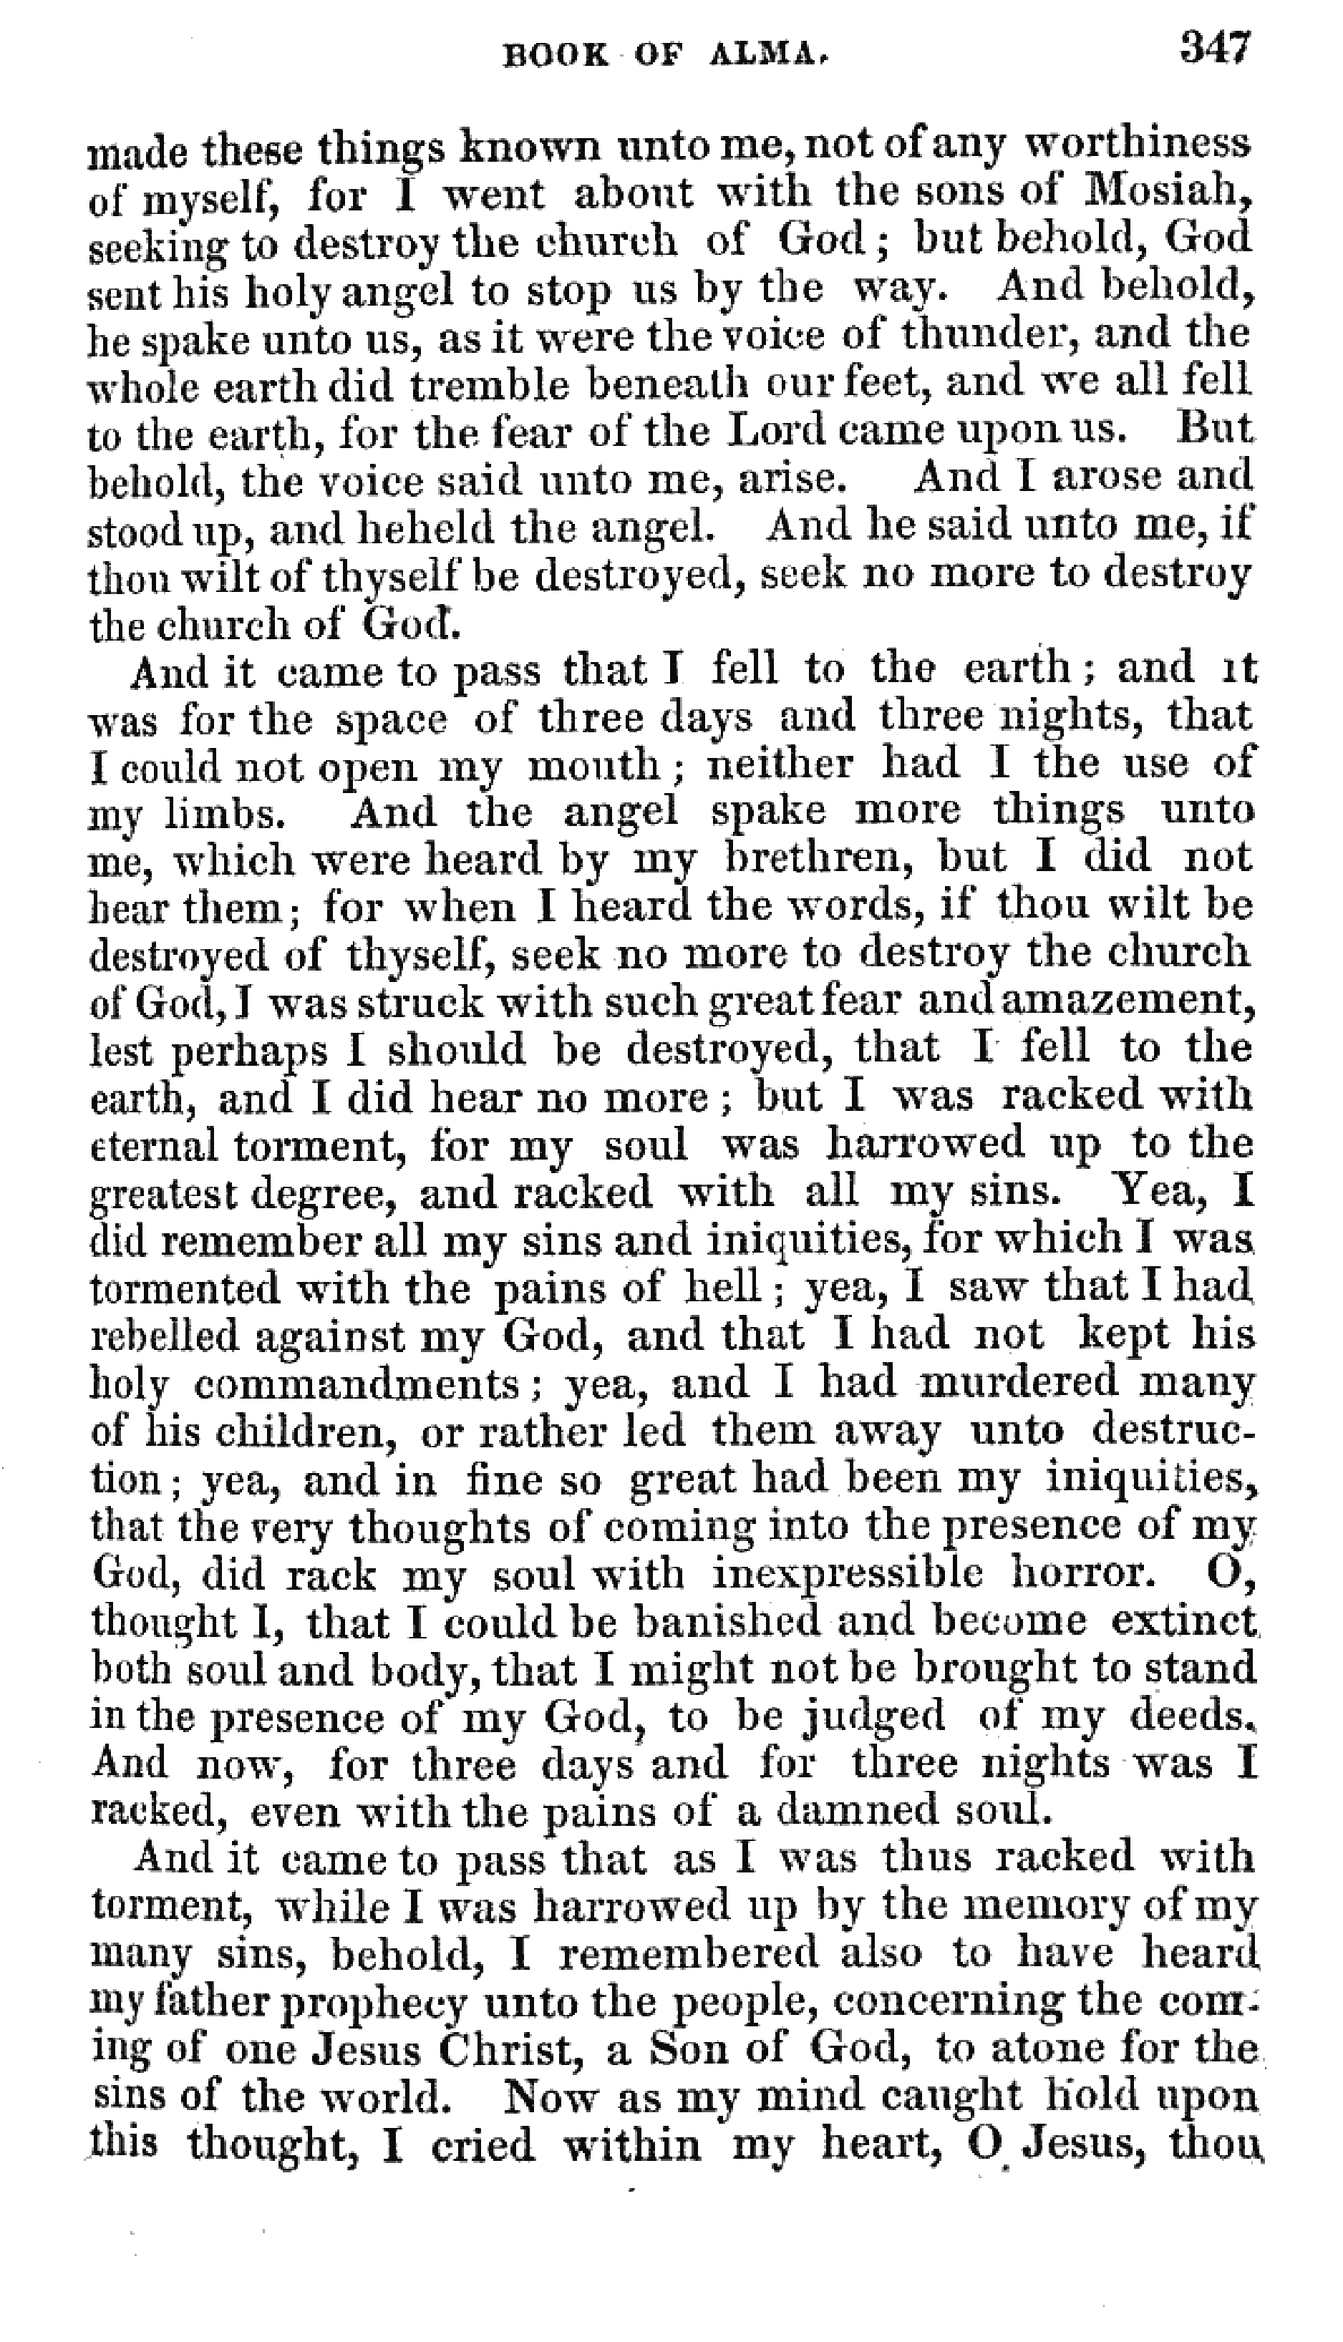 BOOK OF ALMA. 347
made these things known unto me, not of any worthiness
of myself, for I went about with the sons of Mosiah,
seeking to destroy the church of God; but behold, God
sent his holy angel to stop us by the way. And behold,
he spake unto us, as it were the voice of thunder, and the
whole earth did tremble beneath our feet, and we all fell
to the earth, for the fear of the Lord came upon us. But
behold, the voice said unto me, arise. And I arose and
stood up, and heheld the angel. And he said unto me, if
thou wilt of thyself be destroyed, seek no more to destroy
the church of God.
And it came to pass that I fell to the earth; and it
was for the space of three days and three nights, that
I could not open my mouth; neither had I the use of
my limbs. And the angel spake more things unto
me, which were heard by my brethren, but I did not
hear them; for when I heard the words, if thou wilt be
destroyed of thyself, seek no more to destroy the church
of God, I was struck with such great fear and amazement,
lest perhaps I should be destroyed, that I fell to the
earth, and I did hear no more; but I was racked with
eternal torment, for my soul was harrowed up to the
greatest degree, and racked with all my sins. Yea, I
did remember all my sins and iniquities, for which I was
tormented with the pains of hell; yea, I saw that I had
rebelled against my God, and that I had not kept his
holy commandments; yea, and I had murdered many
of his children, or rather led them away unto destruc-
tion; yea, and in fine so great had been my iniquities,
that the very thoughts of coming into the presence of my
God, did rack my soul with inexpressible horror. O,
thought I, that I could be banished and become extinct
both soul and body, that I might not be brought to stand
in the presence of my God, to be judged of my deeds.
And now, for three days and for three nights was I
racked, even with the pains of a damned soul.
And it came to pass that as I was thus racked with
torment, while I was harrowed up by the memory of my
many sins, behold, I remembered also to have heard
my father prophecy unto the people, concerning the com-
ing of one Jesus Christ, a Son of God, to atone for the
sins of the world. Now as my mind caught hold upon
this thought, I cried within my heart, O Jesus, thou